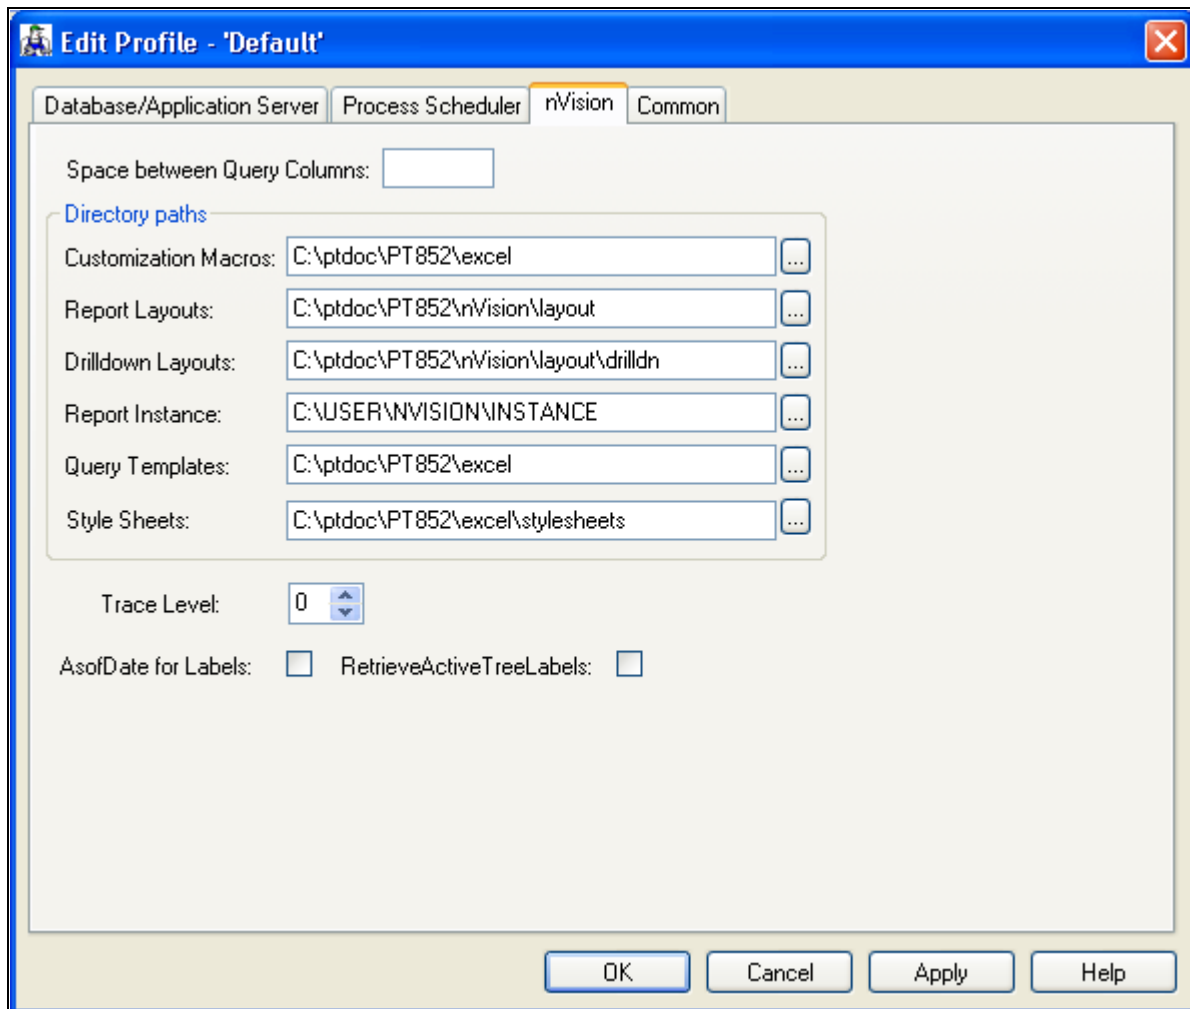 Edit Profile - 'Default'
Database/Application Server Process Scheduler nVision Common
Space between Query Columns:
Directory paths
Customization Macros: C:\ptdoc\PT852\excel ...
Report Layouts: C:\ptdoc\PT852\nVision\layout ...
Drilldown Layouts: C:\ptdoc\PT852\nVision\layout\drilldn ...
Report Instance: C:\USER\NVISION\INSTANCE ...
Query Templates: C:\ptdoc\PT852\excel ...
Style Sheets: C:\ptdoc\PT852\excel\stylesheets ...
Trace Level: 0
AsofDate for Labels: RetrieveActiveTreeLabels:
OK Cancel Apply Help